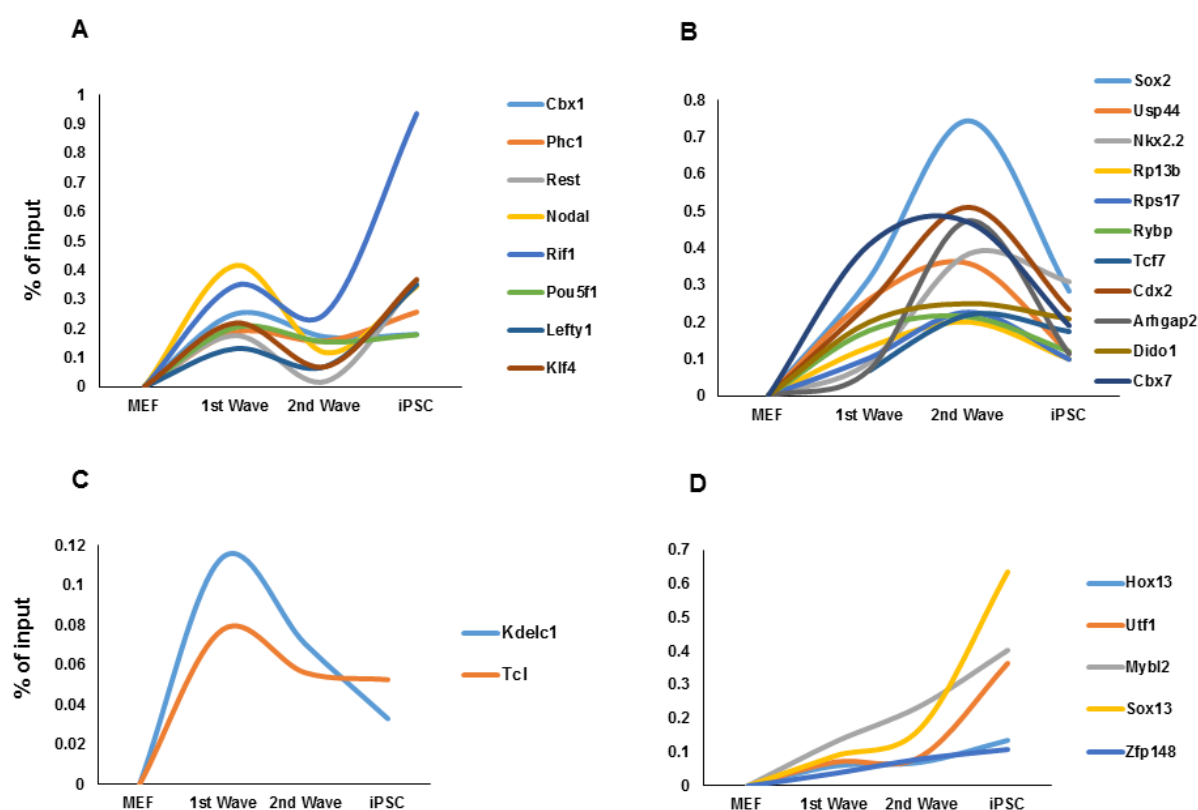 A
% of input
1
0.9
0.8
0.7
0.6
0.5
0.4
0.3
0.2
0.1
0
MEF 1st Wave 2nd Wave iPSC
Cbx1
Phc1
Rest
Nodal
Rif1
Pou5f1
Lefty1
Klf4
B
0.8
0.7
0.6
0.5
0.4
0.3
0.2
0.1
0
MEF 1st Wave 2nd Wave iPSC
Sox2
Usp44
Nkx2.2
Rp13b
Rps17
Rybp
Tcf7
Cdx2
Arhgap2
Dido1
Cbx7
C
% of input
0.12
0.1
0.08
0.06
0.04
0.02
0
MEF 1st Wave 2nd Wave iPSC
Kdelc1
Tcl
D
0.7
0.6
0.5
0.4
0.3
0.2
0.1
0
MEF 1st Wave 2nd Wave iPSC
Hox13
Utf1
Mybl2
Sox13
Zfp148